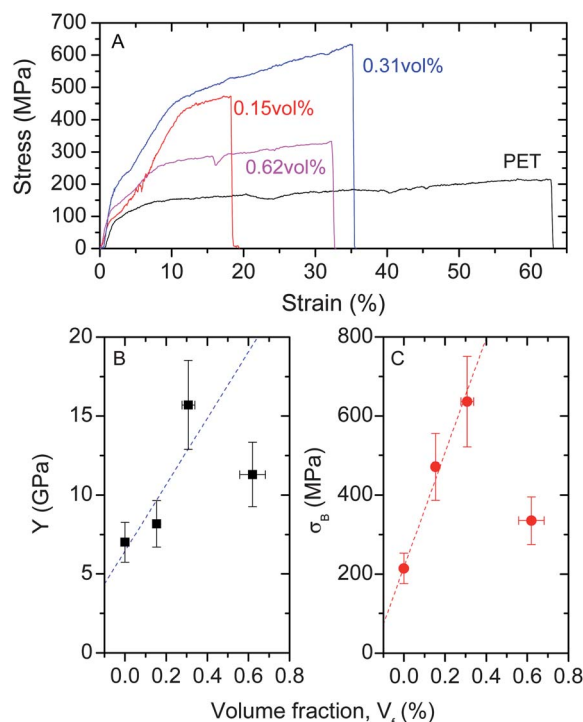 A
700
600
500
400
300
200
100
0
Stress (MPa)
0.31vol%
0.15vol%
0.62vol%
PET
0 10 20 30 40 50 60
Strain (%)
B
20
15
10
5
0
Y (GPa)
0.0 0.2 0.4 0.6 0.8
C
800
600
400
200
0
σB (MPa)
0.0 0.2 0.4 0.6 0.8
Volume fraction, Vf (%)